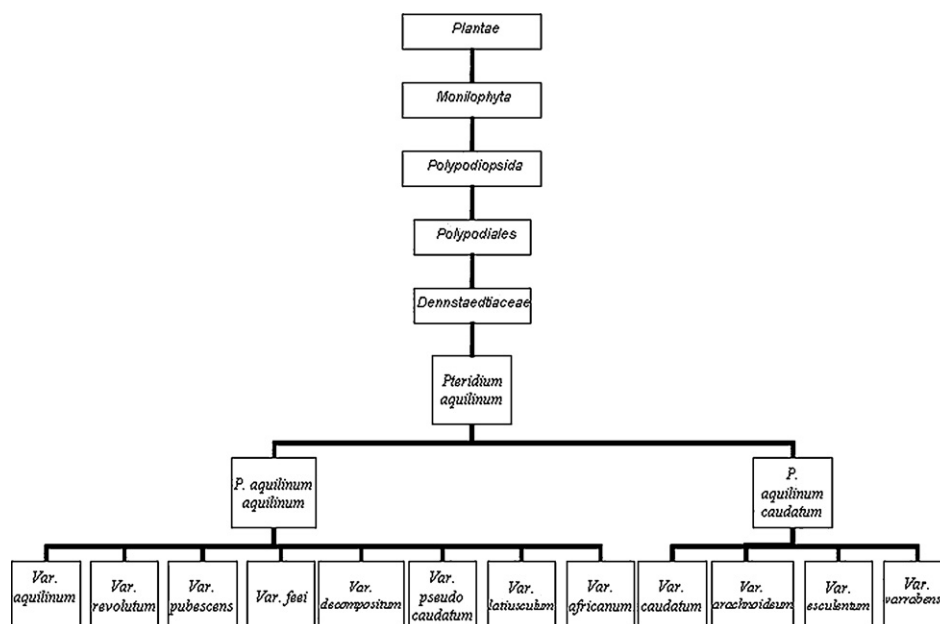 Plantae
Monilophyta
Polypodiopsida
Polypodiales
Dennstaedtiaceae
Pteridium
aquilinum
P. aquilinum
aquilinum
P.
aquilinum
caudatum
Var.
aquilinum
Var.
revolutum
Var.
pubescens
Var. feei
Var.
decompositum
Var.
pseudo
caudatum
Var.
latiusculum
Var.
africanum
Var.
caudatum
Var.
arachnoideum
Var.
esculentum
Var.
yarrabense